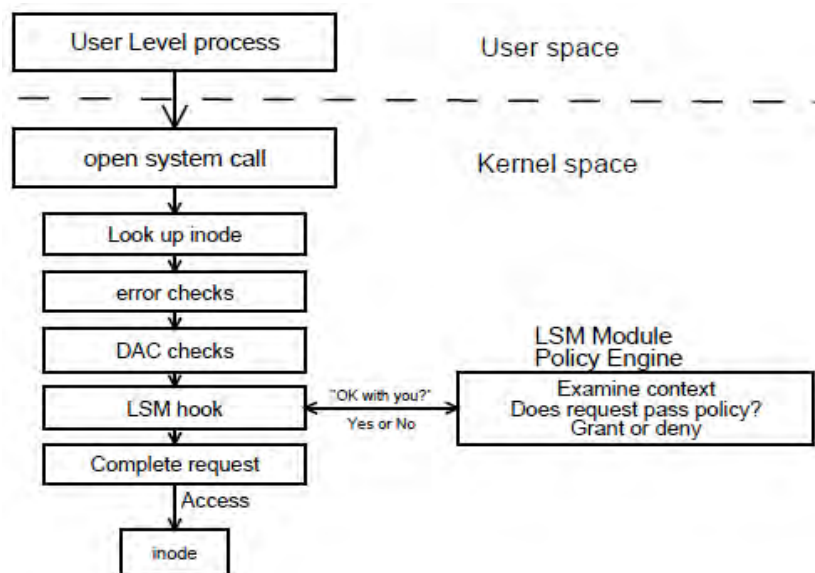 User Level process
User space
open system call
Kernel space
Look up inode
error checks
DAC checks
LSM Module
Policy Engine
LSM hook
"OK with you?"
Yes or No
Examine context
Does request pass policy?
Grant or deny
Complete request
Access
inode